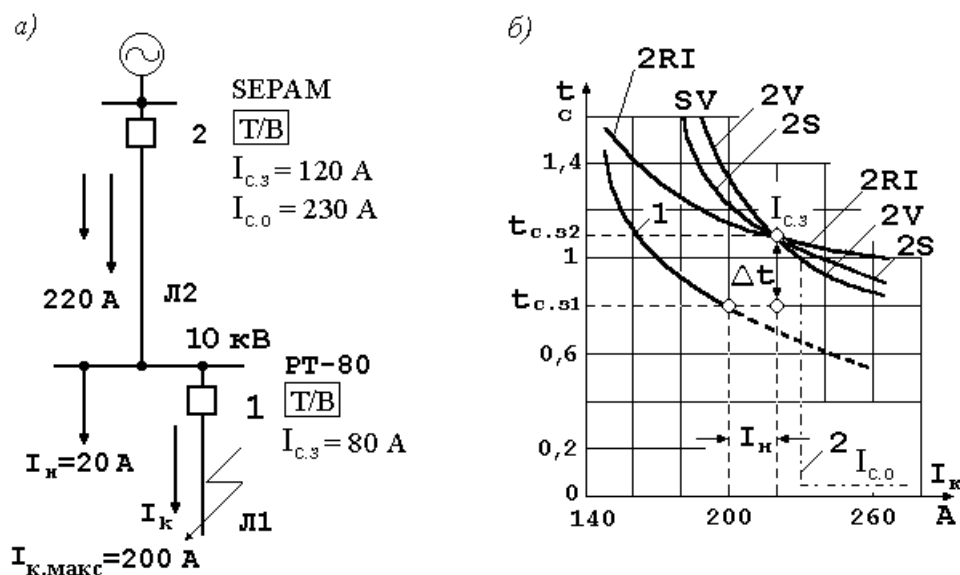 а)
SEPAM
2
Т/В
Iс.з = 120 А
Iс.о = 230 А
220 А
Л2
10 кВ
РТ-80
1
Т/В
Iс.з = 80 А
Iн=20 А
Iк
Л1
Iк.макс=200 А
б)
2RI
t
с
SV
2V
2S
1,4
Iс.з
2RI
1
2V
tс.s2
1
2S
Δt
tс.s1
0,6
Iн
2
Iс.о
0,2
Iк
0
А
140
200
260